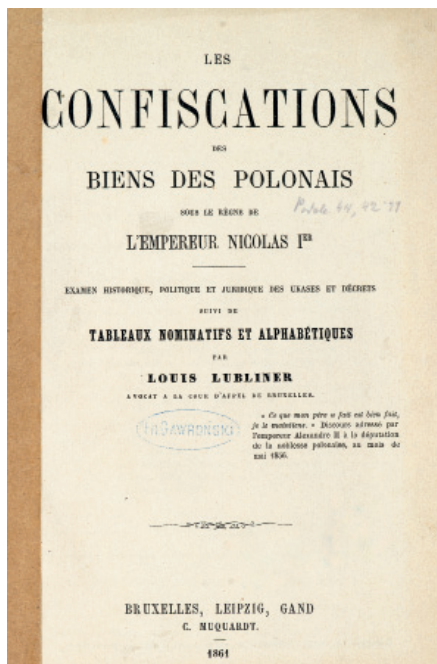 LES
CONFISCATIONS
DES
BIENS DES POLONAIS
SOUS LE RÈGNE DE
L'EMPEREUR NICOLAS IER
EXAMEN HISTORIQUE, POLITIQUE ET JURIDIQUE DES UKASES ET DÉCRETS
SUIVI DE
TABLEAUX NOMINATIFS ET ALPHABÉTIQUES
PAR
LOUIS LUBLINER
AVOCAT A LA COUR D'APPEL DE BRUXELLES.
GAWROŃSKI
« Ce que mon père a fait est bien fait,
je le maintiens. » Discours adressé par
l'empereur Alexandre II à la députation
de la noblesse polonaise, au mois de
mai 1856.
BRUXELLES, LEIPZIG, GAND
C. MUQUARDT.
1861